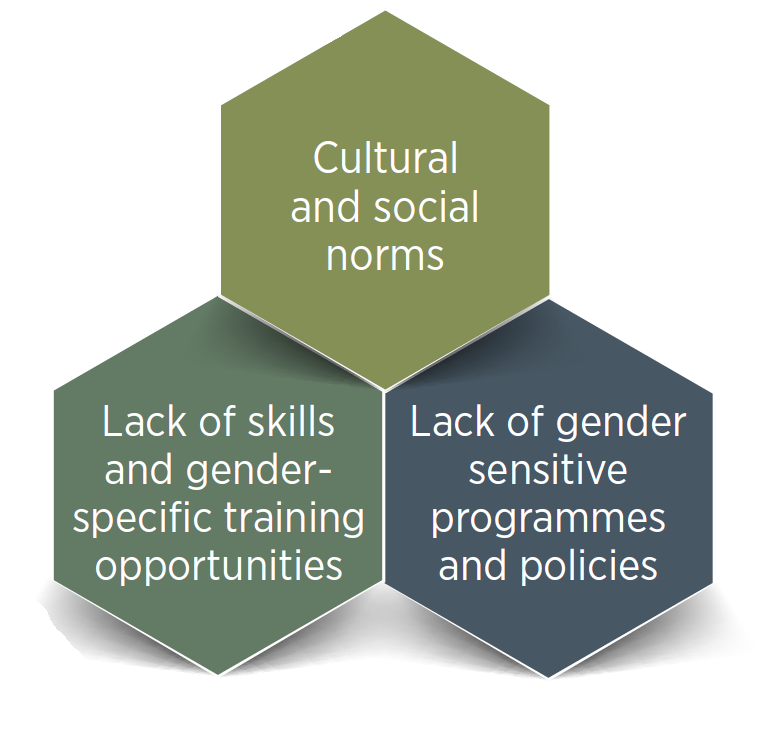 Cultural
and social
norms
Lack of skills
and gender-
specific training
opportunities
Lack of gender
sensitive
programmes
and policies